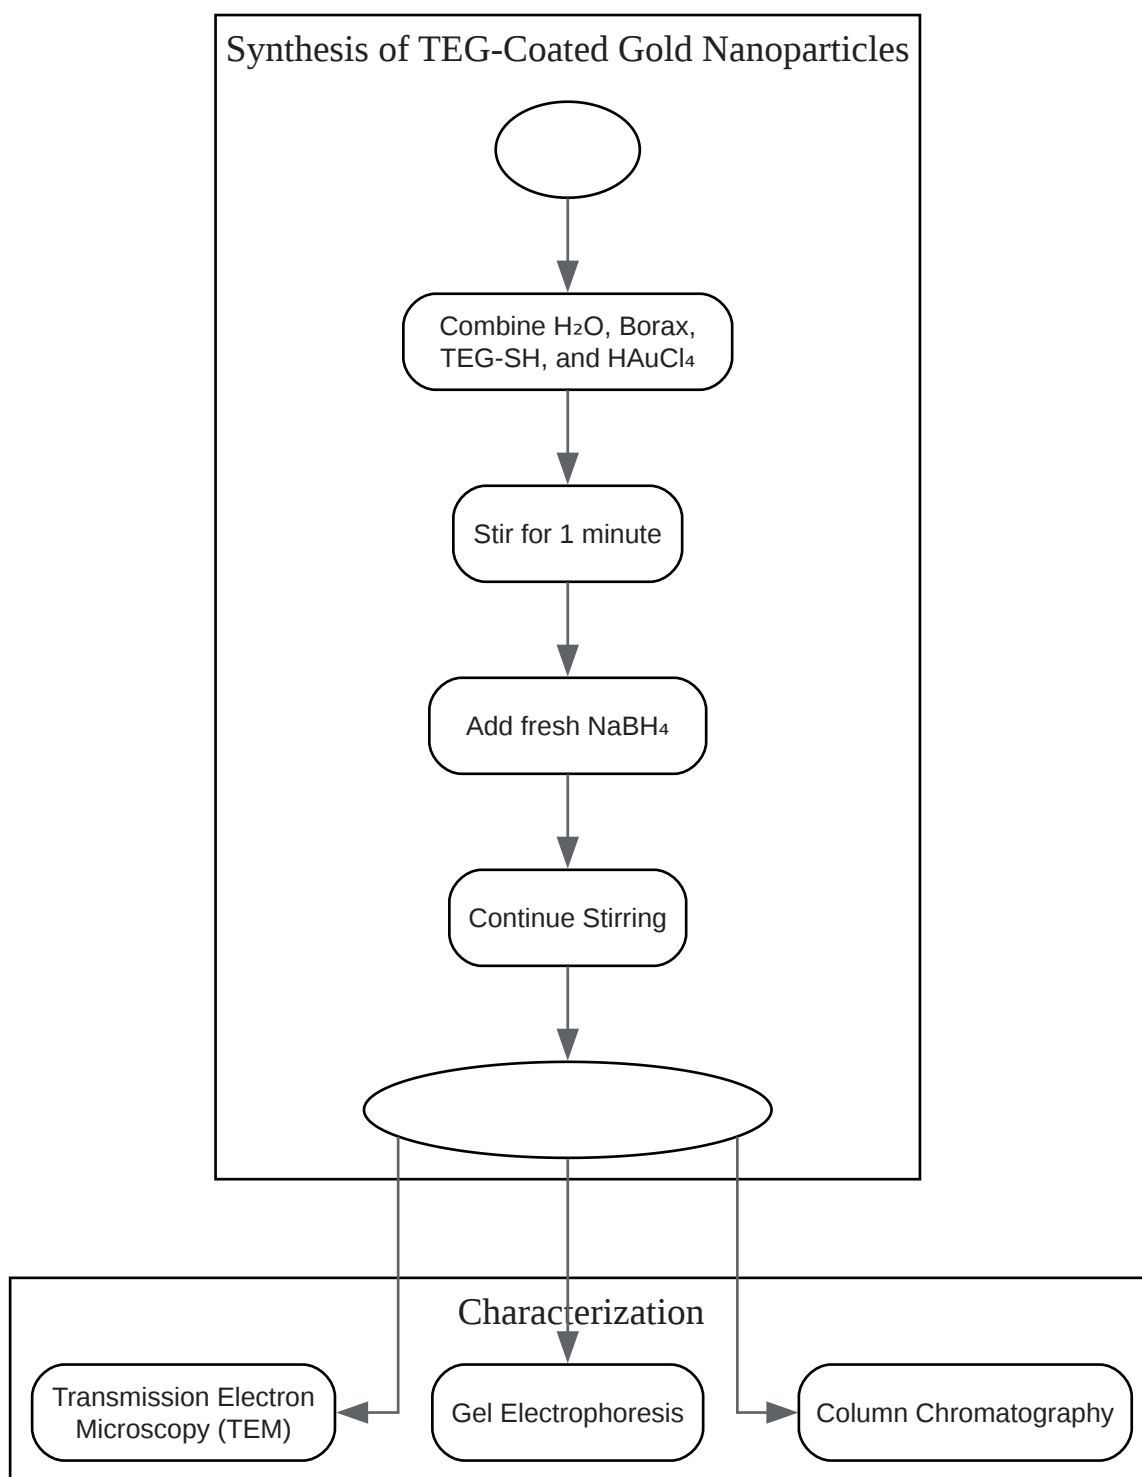 Synthesis of TEG-Coated Gold Nanoparticles
Combine H₂O, Borax,
TEG-SH, and HAuCl₄
Stir for 1 minute
Add fresh NaBH₄
Continue Stirring
Characterization
Transmission Electron
Microscopy (TEM)
Gel Electrophoresis
Column Chromatography